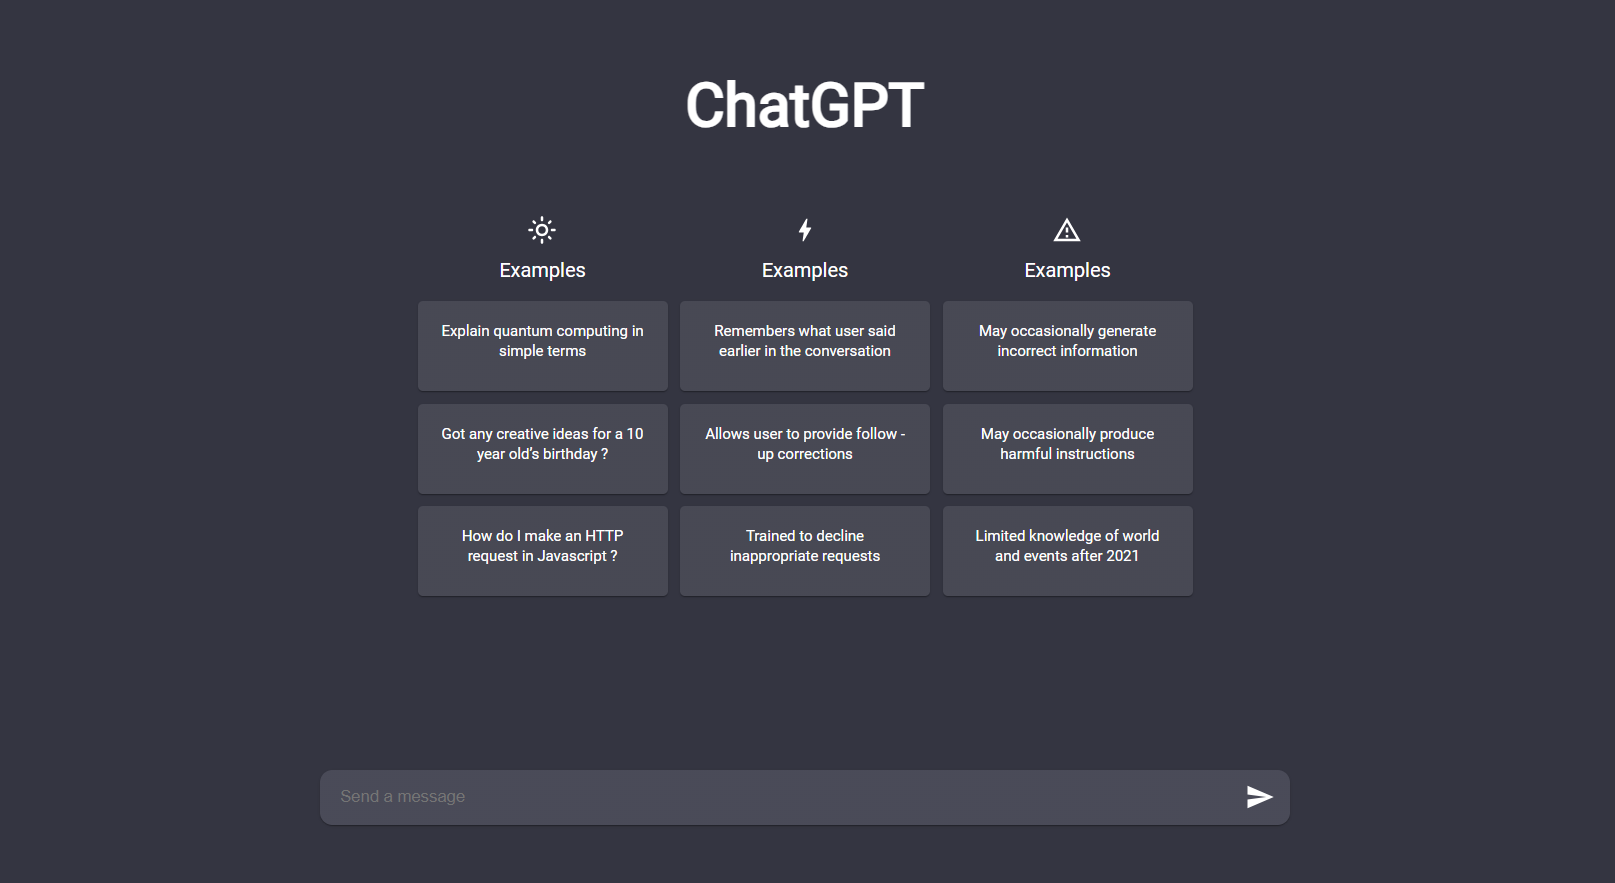 ChatGPT
Examples
Explain quantum computing in
simple terms
Got any creative ideas for a 10
year old's birthday ?
How do I make an HTTP
request in Javascript ?
Examples
Remembers what user said
earlier in the conversation
Allows user to provide follow -
up corrections
Trained to decline
inappropriate requests
Examples
May occasionally generate
incorrect information
May occasionally produce
harmful instructions
Limited knowledge of world
and events after 2021
Send a message